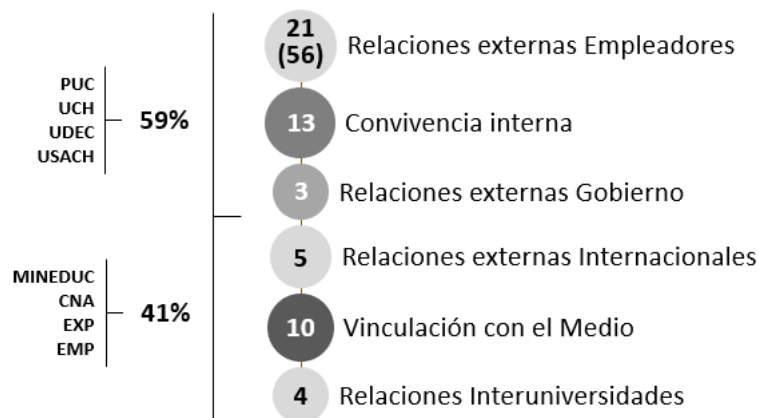 PUC
UCH
UDEC
USACH
59%
MINEDUC
CNA
EXP
EMP
41%
21
(56)
Relaciones externas Empleadores
13
Convivencia interna
3
Relaciones externas Gobierno
5
Relaciones externas Internacionales
10
Vinculación con el Medio
4
Relaciones Interuniversidades